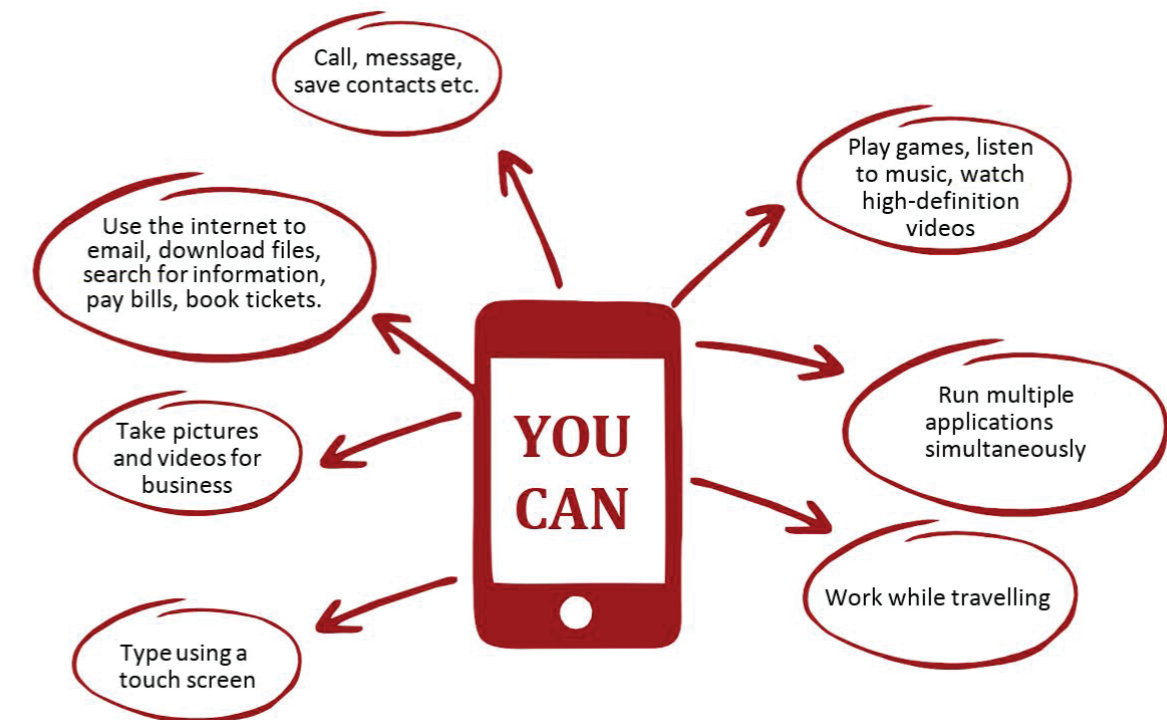 Call, message,
save contacts etc.
Play games, listen
to music, watch
high-definition
videos
Use the internet to
email, download files,
search for information,
pay bills, book tickets.
Run multiple
applications
simultaneously
Take pictures
and videos for
business
YOU
CAN
Work while travelling
Type using a
touch screen